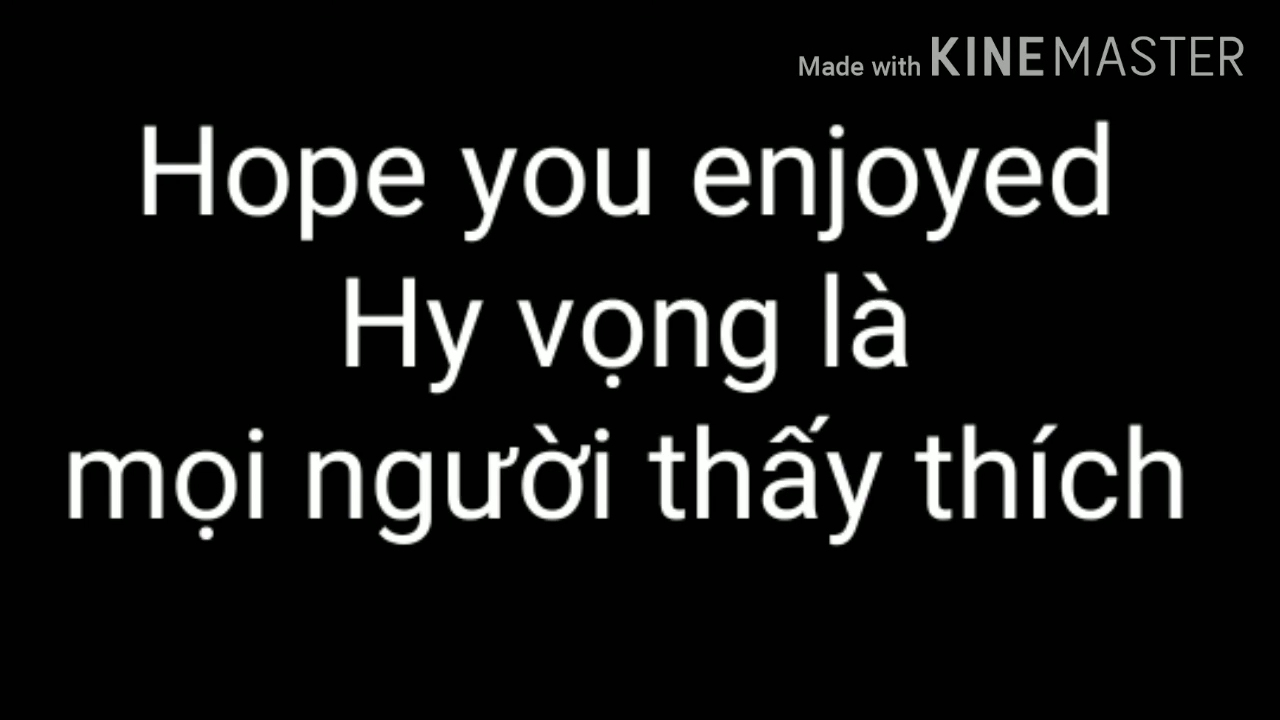 Made with KINEMASTER
Hope you enjoyed
Hy vọng là
mọi người thấy thích